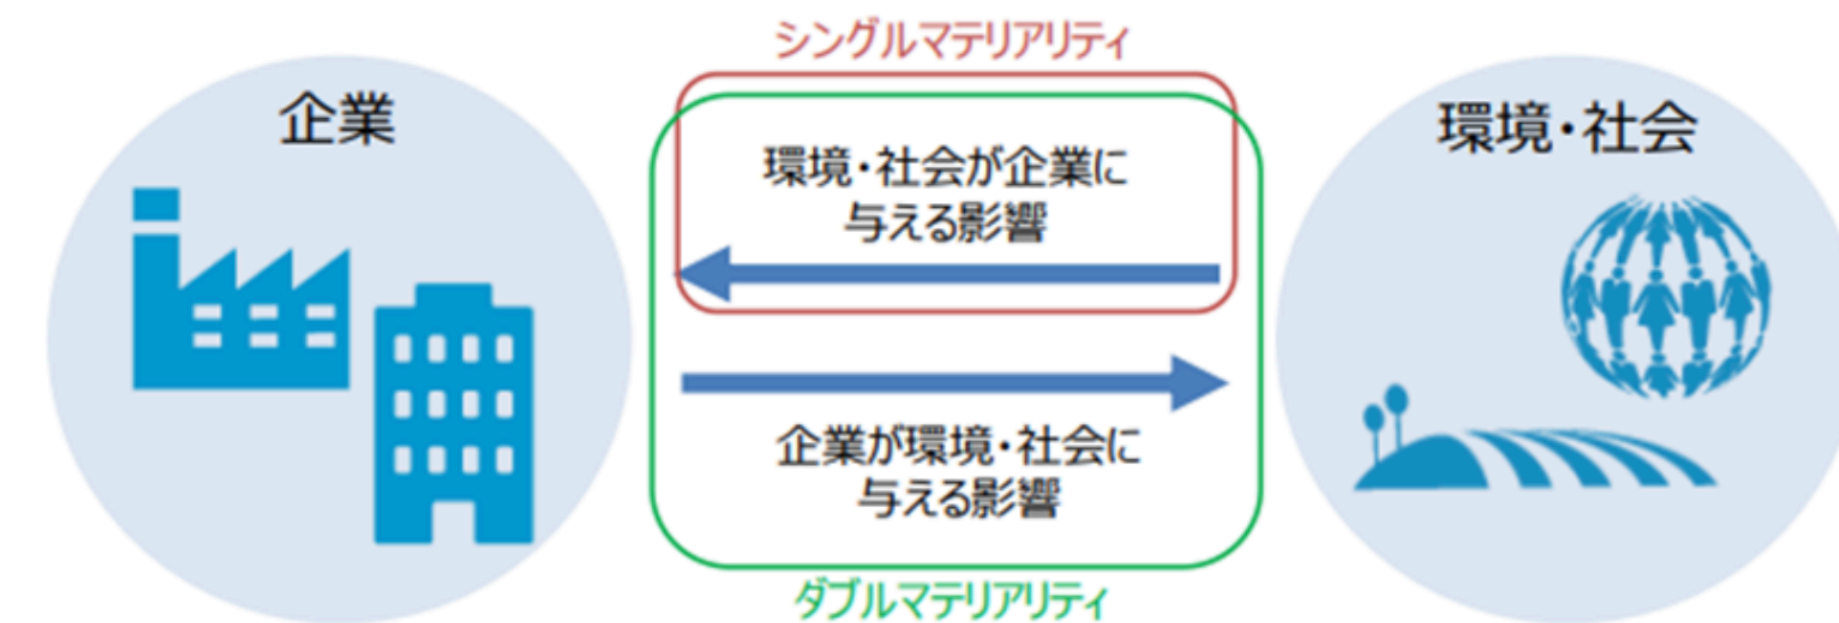 シングルマテリアリティ
企業
環境・社会
環境・社会が企業に
与える影響
企業が環境・社会に
与える影響
ダブルマテリアリティ